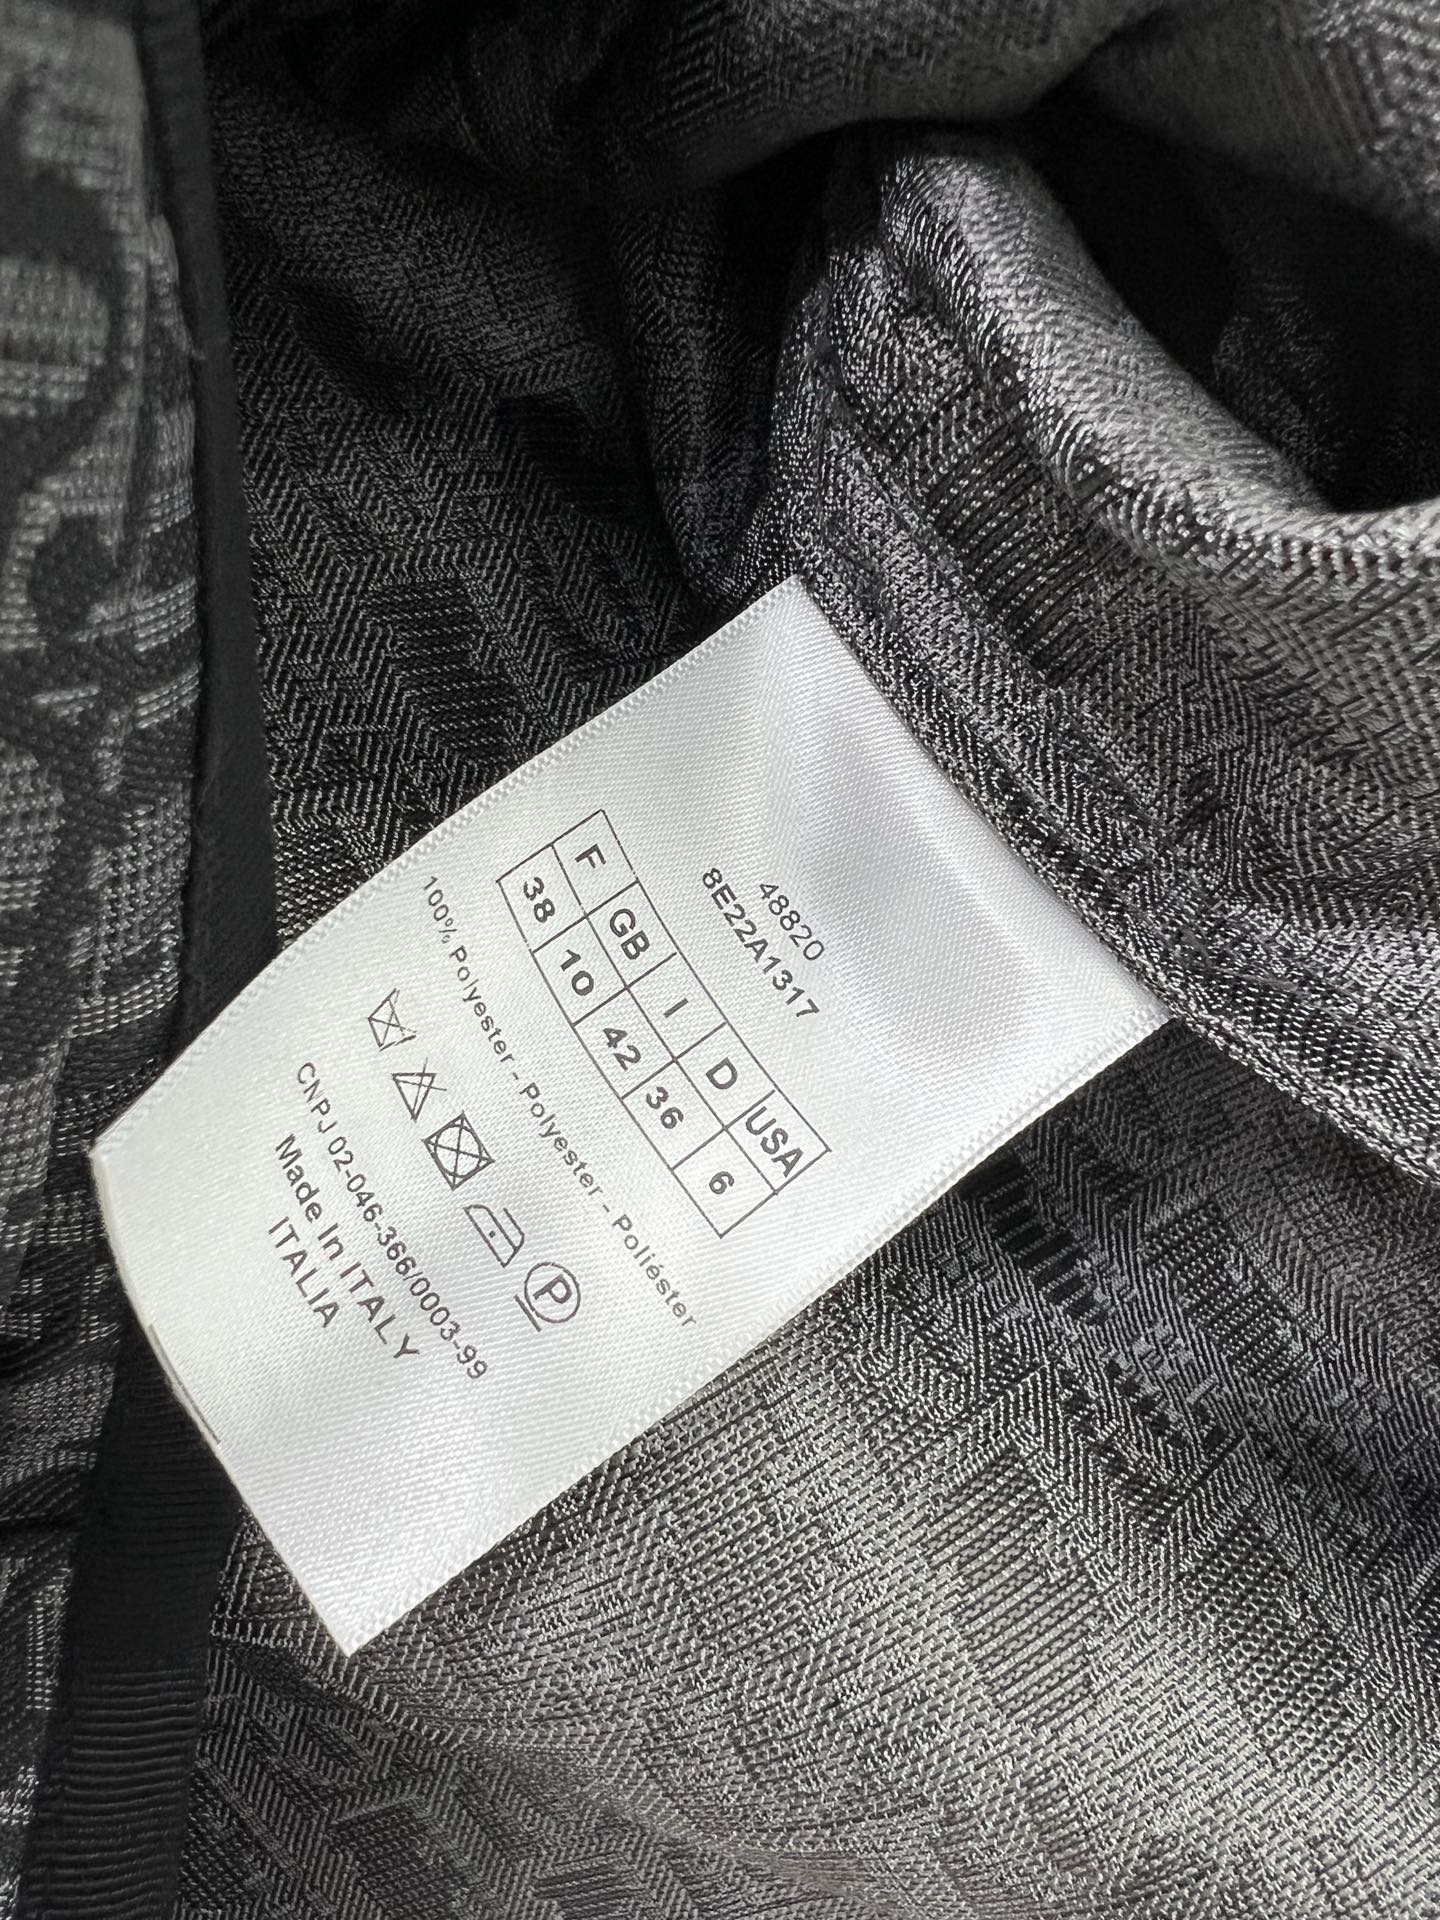 48820
8E22A1317
F GB I D USA
38 10 42 36 6
100% Polyester - Polyester - Polyester - Poliéster
P
CNPJ 02-046-366/0003-99
Made In ITALY
ITALIA